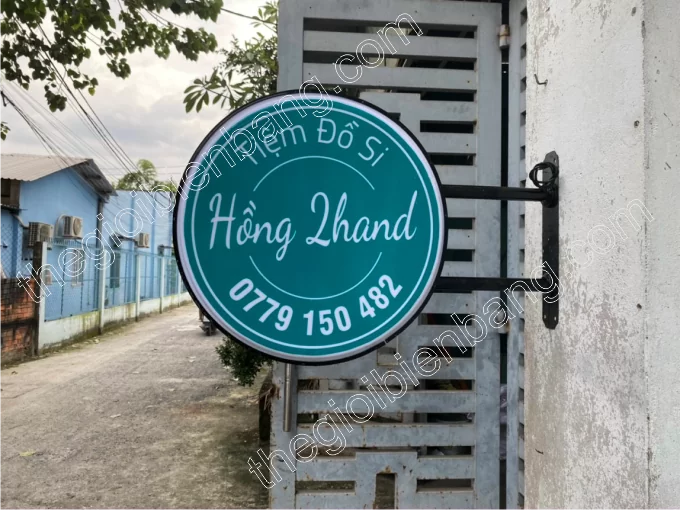 Tiệm Đồ Si
Hồng 2hand
0779 150 482
thegioibienbang.com
thegioibienbang.com
thegioibienbang.com